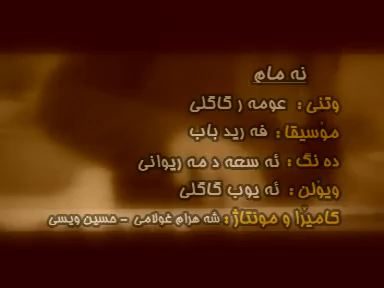 نه مام
وتنی : عومه ر گاگلی
مۆسیقا : فه رید باب
ده نگ : ئه سعه د مه ریوانی
ویۆلن : ئه یوب گاگلی
کامێرا و مونتاژ : شه هرام غولامی - حسین ویسی